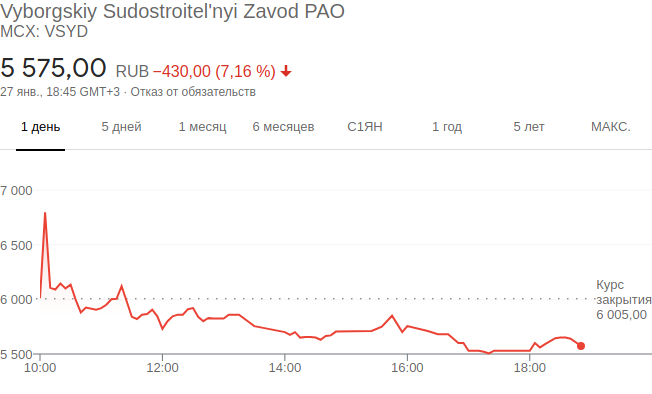 Vyborgskiy Sudostroitel'nyi Zavod PAO
MCX: VSYD
5 575,00 RUB −430,00 (7,16 %)
27 янв., 18:45 GMT+3 · Отказ от обязательств
1 день 5 дней 1 месяц 6 месяцев С1ЯН 1 год 5 лет МАКС.
7 000
6 500
Курс
6 000 закрытия
6 005,00
5 500
10:00 12:00 14:00 16:00 18:00